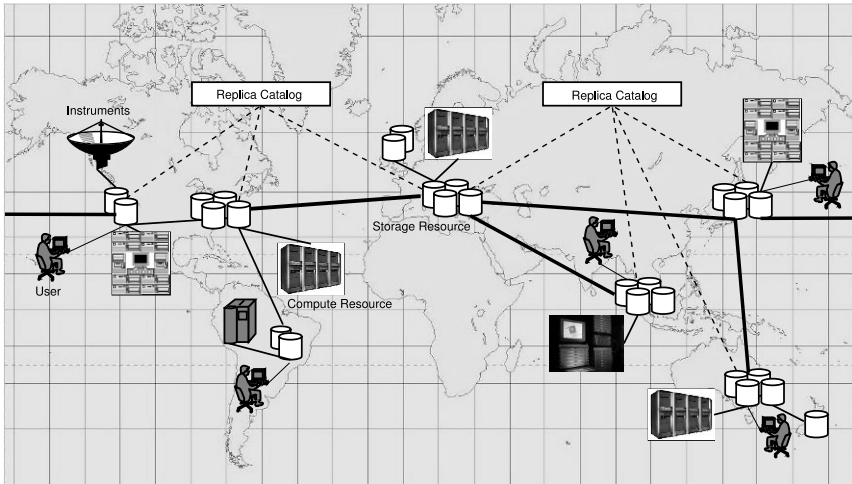 Replica Catalog
Replica Catalog
Instruments
Storage Resource
User
Compute Resource